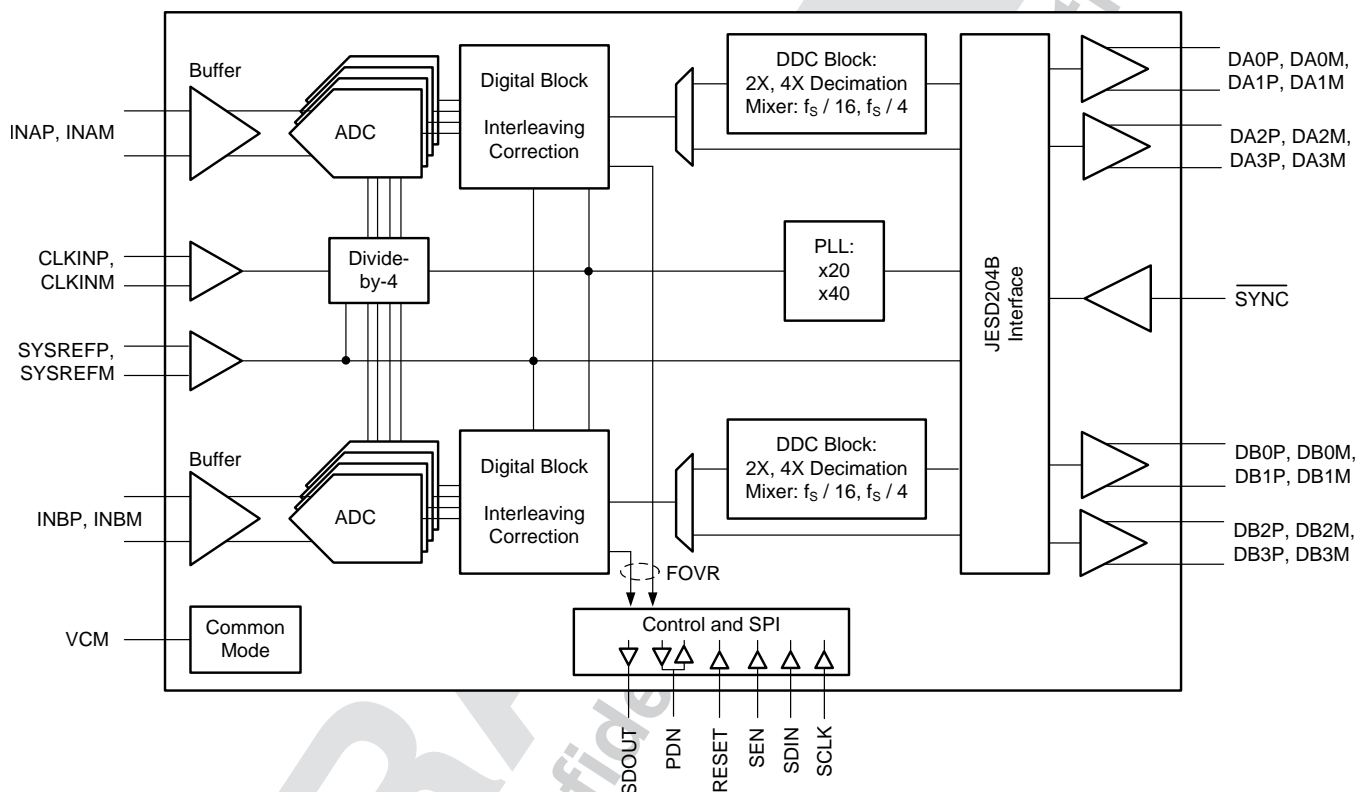 Buffer
INAP, INAM
ADC
Digital Block
Interleaving
Correction
DDC Block:
2X, 4X Decimation
Mixer: fS / 16, fS / 4
DA0P, DA0M,
DA1P, DA1M
DA2P, DA2M,
DA3P, DA3M
CLKINP,
CLKINM
Divide-
by-4
PLL:
x20
x40
JESD204B
Interface
SYNC
SYSREFP,
SYSREFM
Buffer
INBP, INBM
ADC
Digital Block
Interleaving
Correction
DDC Block:
2X, 4X Decimation
Mixer: fS / 16, fS / 4
DB0P, DB0M,
DB1P, DB1M
DB2P, DB2M,
DB3P, DB3M
FOVR
VCM
Common
Mode
Control and SPI
SDOUT
PDN
RESET
SEN
SDIN
SCLK